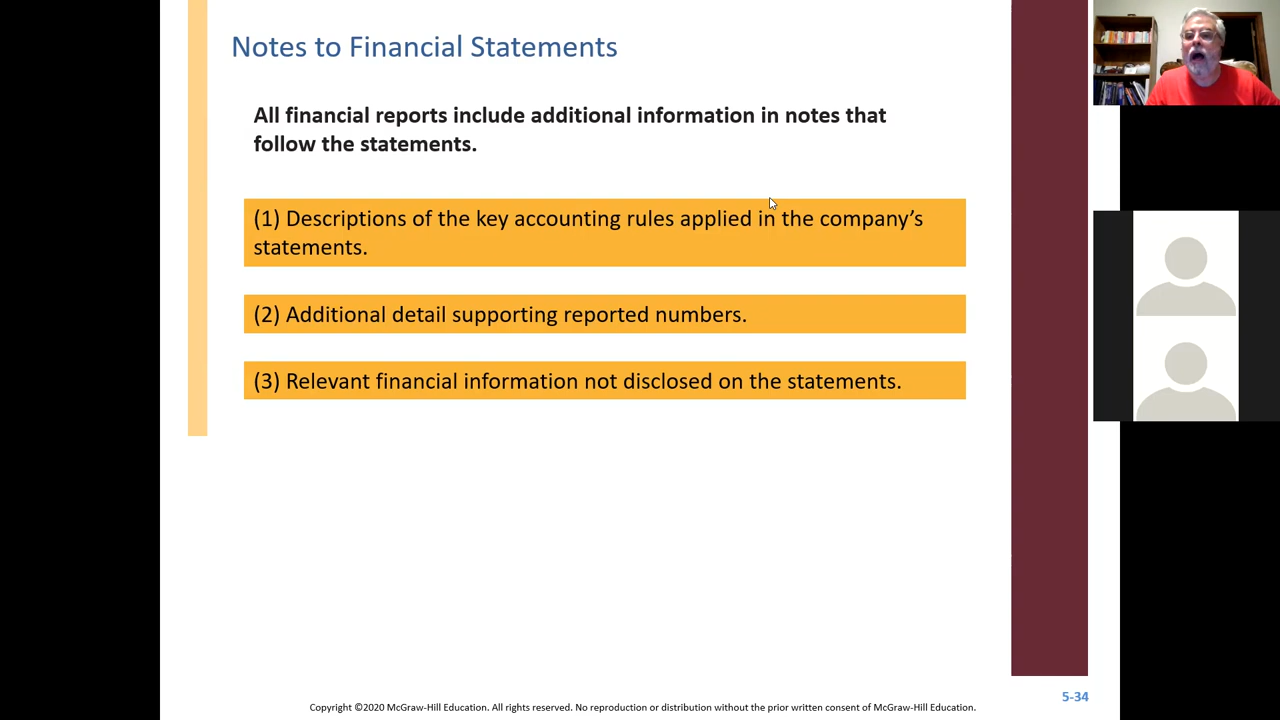 Notes to Financial Statements
All financial reports include additional information in notes that
follow the statements.
(1) Descriptions of the key accounting rules applied in the company’s
statements.
(2) Additional detail supporting reported numbers.
(3) Relevant financial information not disclosed on the statements.
5-34
Copyright ©2020 McGraw-Hill Education. All rights reserved. No reproduction or distribution without the prior written consent of McGraw-Hill Education.